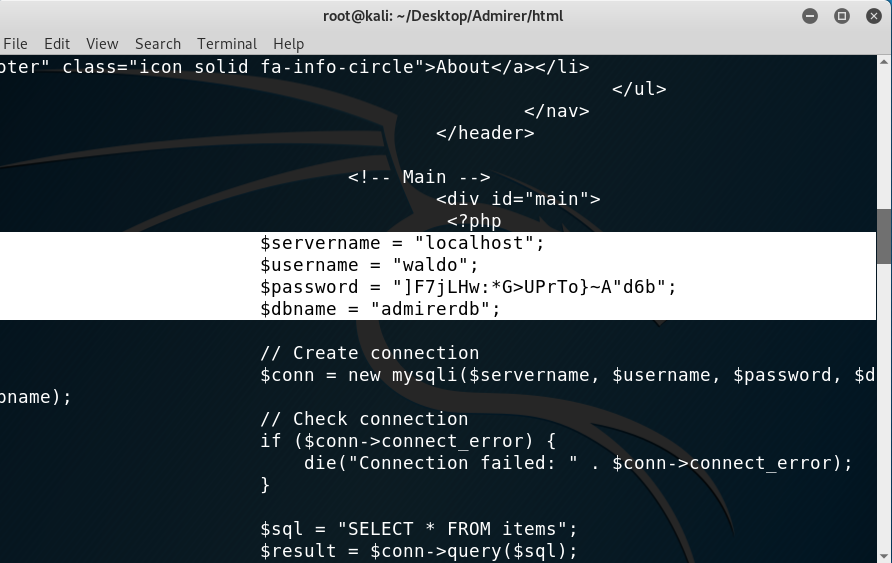 root@kali: ~/Desktop/Admirer/html
File Edit View Search Terminal Help
pter" class="icon solid fa-info-circle">About</a></li>
</ul>
</nav>
</header>
<!-- Main -->
<div id="main">
<?php
$servername = "localhost";
$username = "waldo";
$password = "]F7jLHw:*G>UPrTo}~A"d6b";
$dbname = "admirerdb";
// Create connection
$conn = new mysqli($servername, $username, $password, $d
bname);
// Check connection
if ($conn->connect_error) {
die("Connection failed: " . $conn->connect_error);
}
$sql = "SELECT * FROM items";
$result = $conn->query($sql);